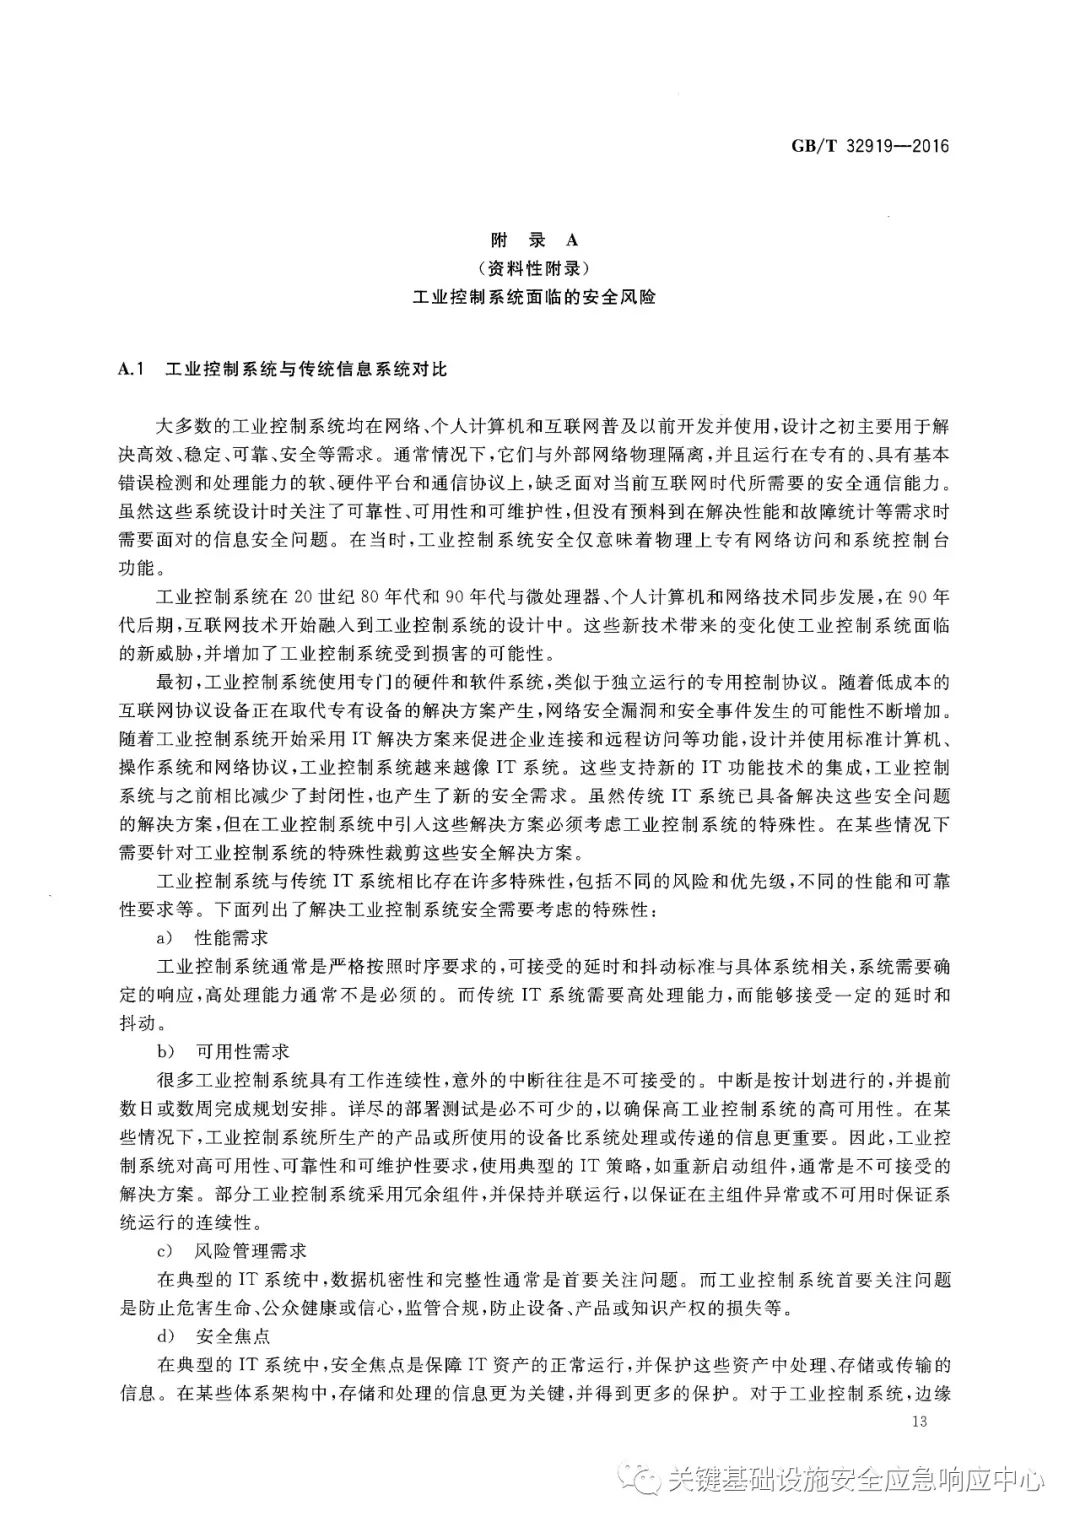 GB/T 32919—2016
附 录 A
（资料性附录）
工业控制系统面临的安全风险
A.1 工业控制系统与传统信息系统对比
大多数的工业控制系统均在网络、个人计算机和互联网普及以前开发并使用,设计之初主要用于解
决高效、稳定、可靠、安全等需求。通常情况下,它们与外部网络物理隔离,并且运行在专有的、具有基本
错误检测和处理能力的软、硬件平台和通信协议上,缺乏面对当前互联网时代所需要的安全通信能力。
虽然这些系统设计时关注了可靠性、可用性和可维护性,但没有预料到在解决性能和故障统计等需求时
需要面对的信息安全问题。在当时,工业控制系统安全仅意味着物理上专有网络访问和系统控制台
功能。
工业控制系统在 20 世纪 80 年代和 90 年代与微处理器、个人计算机和网络技术同步发展,在 90 年
代后期,互联网技术开始融入到工业控制系统的设计中。这些新技术带来的变化使工业控制系统面临
的新威胁,并增加了工业控制系统受到损害的可能性。
最初,工业控制系统使用专门的硬件和软件系统,类似于独立运行的专用控制协议。随着低成本的
互联网协议设备正在取代专有设备的解决方案产生,网络安全漏洞和安全事件发生的可能性不断增加。
随着工业控制系统开始采用 IT 解决方案来促进企业连接和远程访问等功能,设计并使用标准计算机、
操作系统和网络协议,工业控制系统越来越像 IT 系统。这些支持新的 IT 功能技术的集成,工业控制
系统与之前相比减少了封闭性,也产生了新的安全需求。虽然传统 IT 系统已具备解决这些安全问题
的解决方案,但在工业控制系统中引入这些解决方案必须考虑工业控制系统的特殊性。在某些情况下
需要针对工业控制系统的特殊性裁剪这些安全解决方案。
工业控制系统与传统 IT 系统相比存在许多特殊性,包括不同的风险和优先级,不同的性能和可靠
性要求等。下面列出了解决工业控制系统安全需要考虑的特殊性:
a） 性能需求
工业控制系统通常是严格按照时序要求的,可接受的延时和抖动标准与具体系统相关,系统需要确
定的响应,高处理能力通常不是必须的。而传统 IT 系统需要高处理能力,而能够接受一定的延时和
抖动。
b） 可用性需求
很多工业控制系统具有工作连续性,意外的中断往往是不可接受的。中断是按计划进行的,并提前
数日或数周完成规划安排。详尽的部署测试是必不可少的,以确保高工业控制系统的高可用性。在某
些情况下,工业控制系统所生产的产品或所使用的设备比系统处理或传递的信息更重要。因此,工业控
制系统对高可用性、可靠性和可维护性要求,使用典型的 IT 策略,如重新启动组件,通常是不可接受的
解决方案。部分工业控制系统采用冗余组件,并保持并联运行,以保证在主组件异常或不可用时保证系
统运行的连续性。
c） 风险管理需求
在典型的 IT 系统中,数据机密性和完整性通常是首要关注问题。而工业控制系统首要关注问题
是防止危害生命、公众健康或信心,监管合规,防止设备、产品或知识产权的损失等。
d） 安全焦点
在典型的 IT 系统中,安全焦点是保障 IT 资产的正常运行,并保护这些资产中处理、存储或传输的
信息。在某些体系架构中,存储和处理的信息更为关键,并得到更多的保护。对于工业控制系统,边缘
13
关键基础设施安全应急响应中心